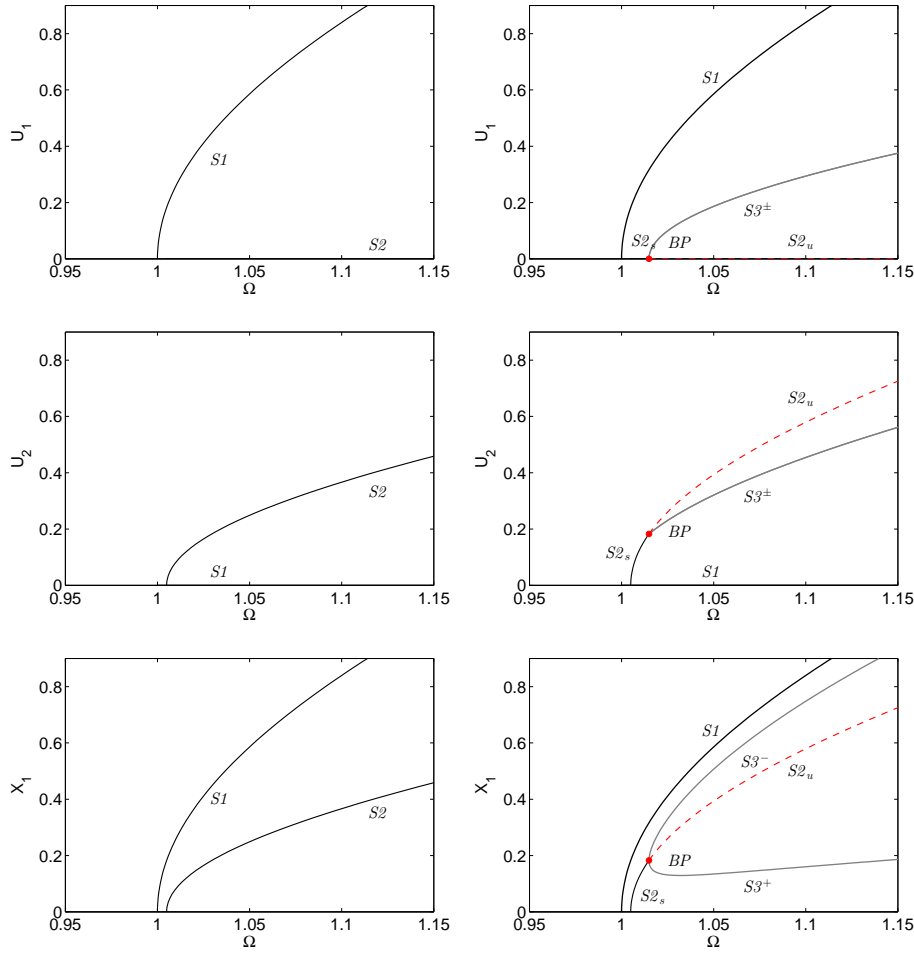 0.8
0.6
0.4
0.2
0
U₁
S1
S2
0.95
1
1.05
1.1
1.15
Ω
0.8
0.6
0.4
0.2
0
U₁
S1
S3±
S2ₛ
BP
S2ᵤ
0.95
1
1.05
1.1
1.15
Ω
0.8
0.6
0.4
0.2
0
U₂
S2
S1
0.95
1
1.05
1.1
1.15
Ω
0.8
0.6
0.4
0.2
0
U₂
S2ᵤ
S3±
BP
S2ₛ
S1
0.95
1
1.05
1.1
1.15
Ω
0.8
0.6
0.4
0.2
0
X₁
S1
S2
0.95
1
1.05
1.1
1.15
Ω
0.8
0.6
0.4
0.2
0
X₁
S1
S3⁻
S2ᵤ
BP
S3⁺
S2ₛ
0.95
1
1.05
1.1
1.15
Ω